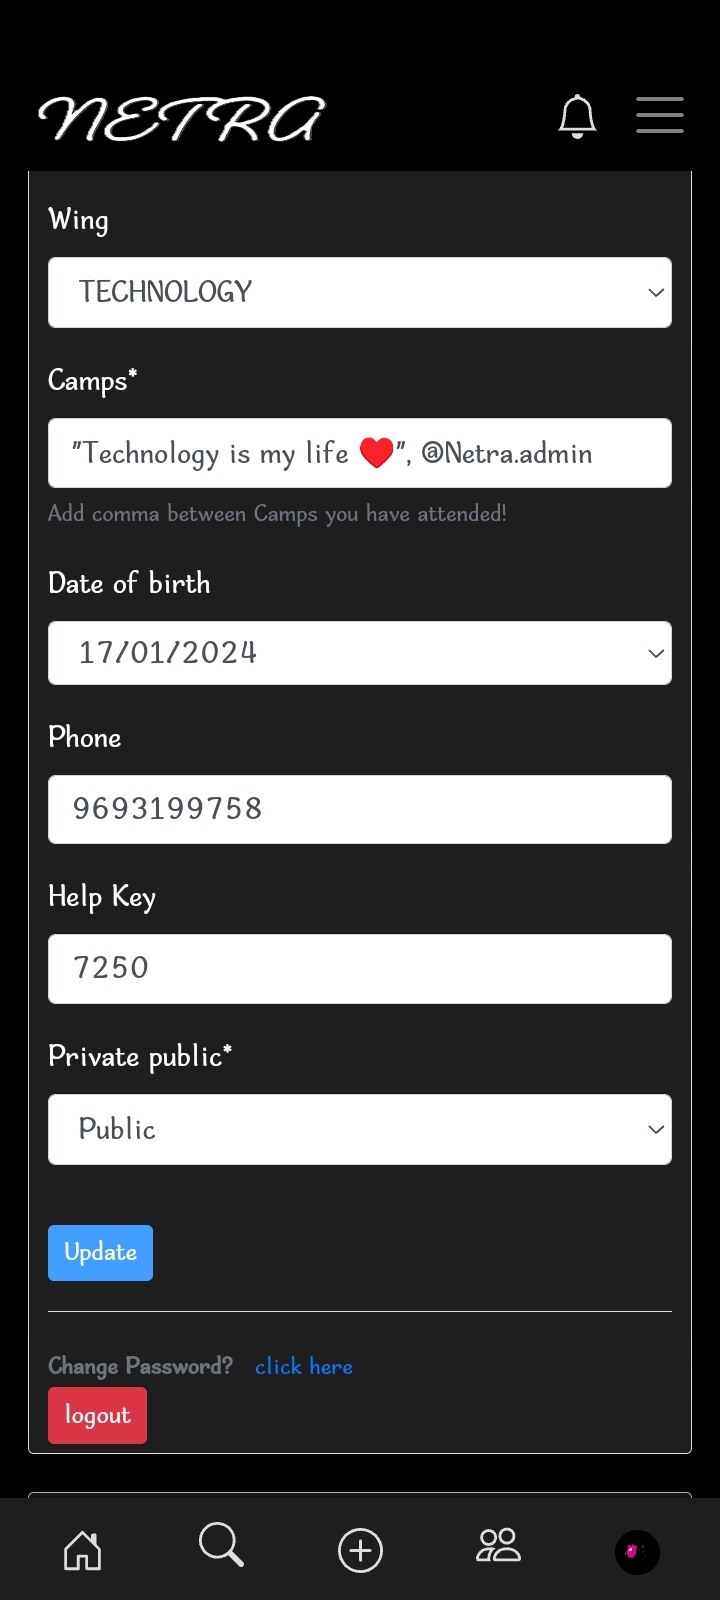 NETRA
Wing
TECHNOLOGY
Camps*
"Technology is my life ❤️", @Netra.admin
Add comma between Camps you have attended!
Date of birth
17/01/2024
Phone
9693199758
Help Key
7250
Private public*
Public
Update
Change Password? click here
logout